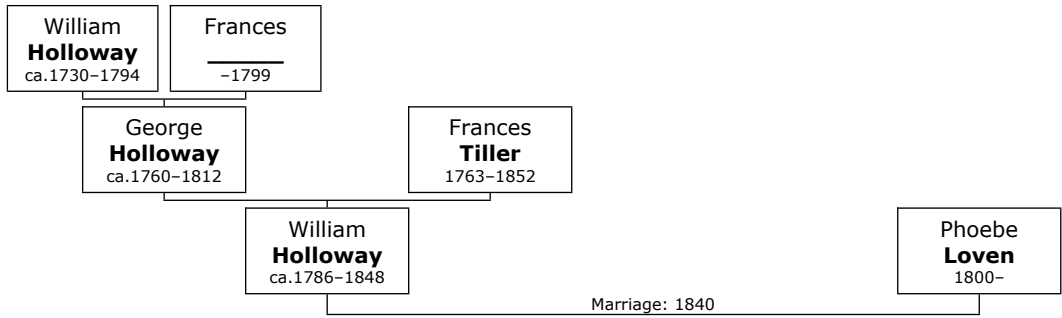 William
Holloway
ca.1730–1794
Frances
______
–1799
George
Holloway
ca.1760–1812
Frances
Tiller
1763–1852
William
Holloway
ca.1786–1848
Phoebe
Loven
1800–
Marriage: 1840